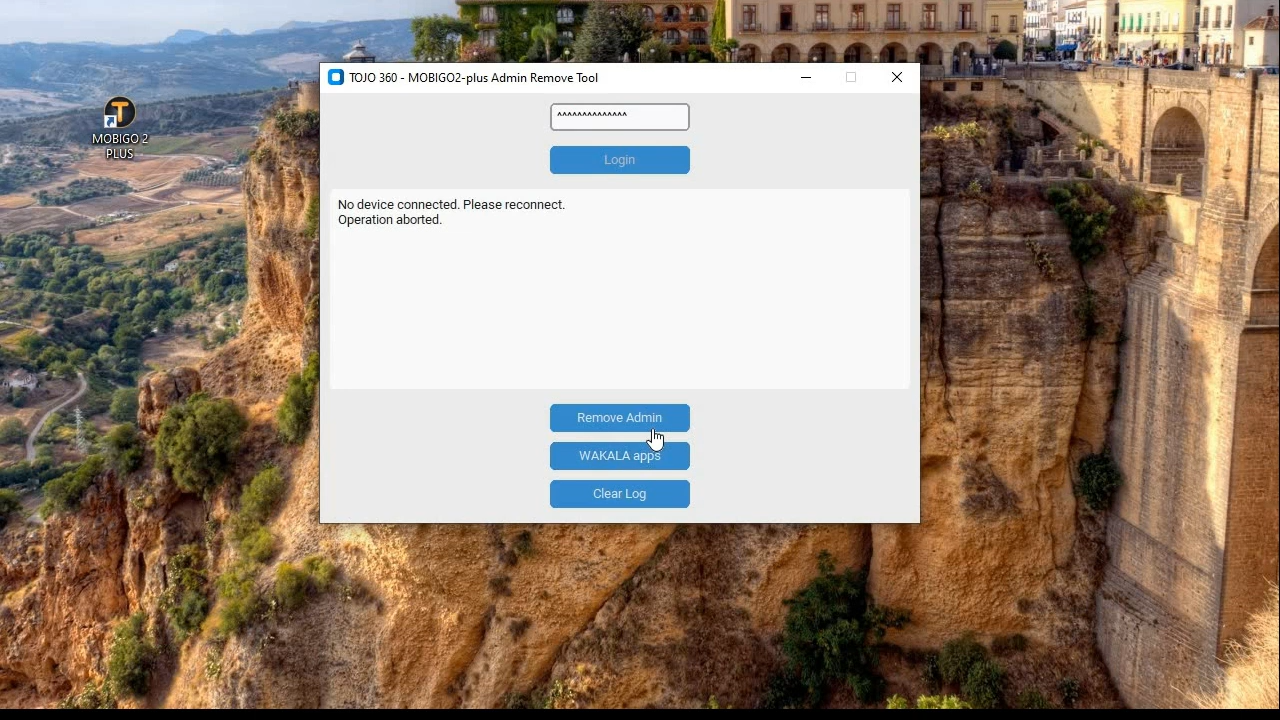 TOJO 360 - MOBIGO2-plus Admin Remove Tool
^^^^^^^^^^^^^^
Login
No device connected. Please reconnect.
Operation aborted.
Remove Admin
WAKALA apps
Clear Log
T
MOBIGO 2
PLUS